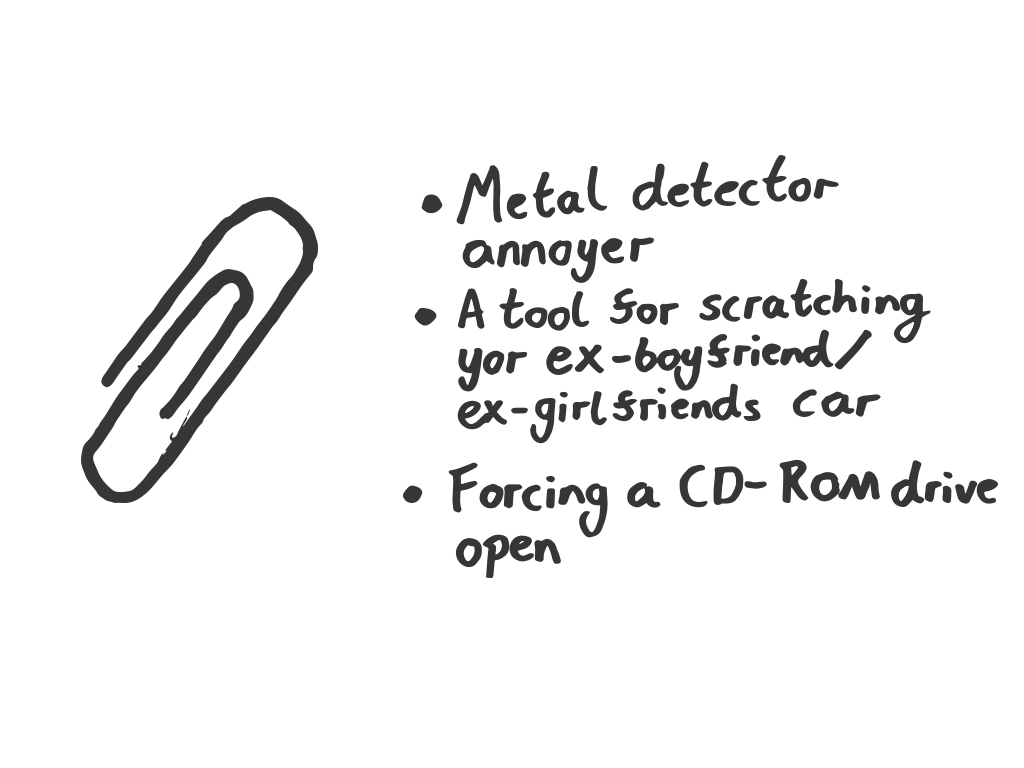 • Metal detector
annoyer
• A tool for scratching
yor ex-boyfriend/
ex-girlfriends car
• Forcing a CD-ROM drive
open